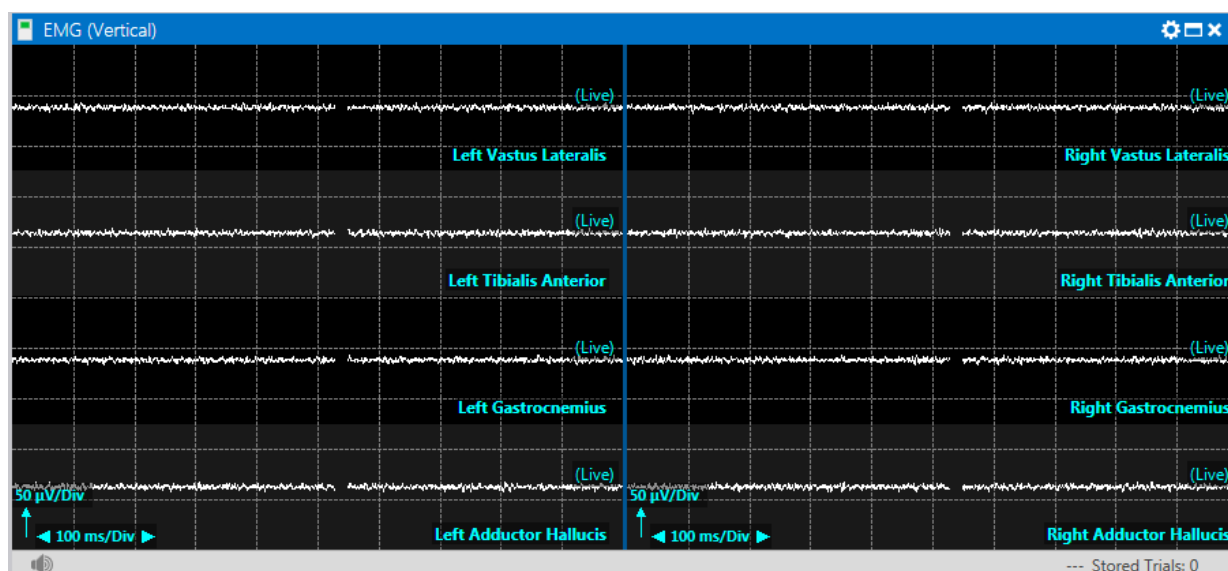 EMG (Vertical)
(Live) (Live)
Left Vastus Lateralis Right Vastus Lateralis
(Live) (Live)
Left Tibialis Anterior Right Tibialis Anterior
(Live) (Live)
Left Gastrocnemius Right Gastrocnemius
(Live) (Live)
50 µV/Div 50 µV/Div
100 ms/Div Left Adductor Hallucis 100 ms/Div Right Adductor Hallucis
--- Stored Trials: 0